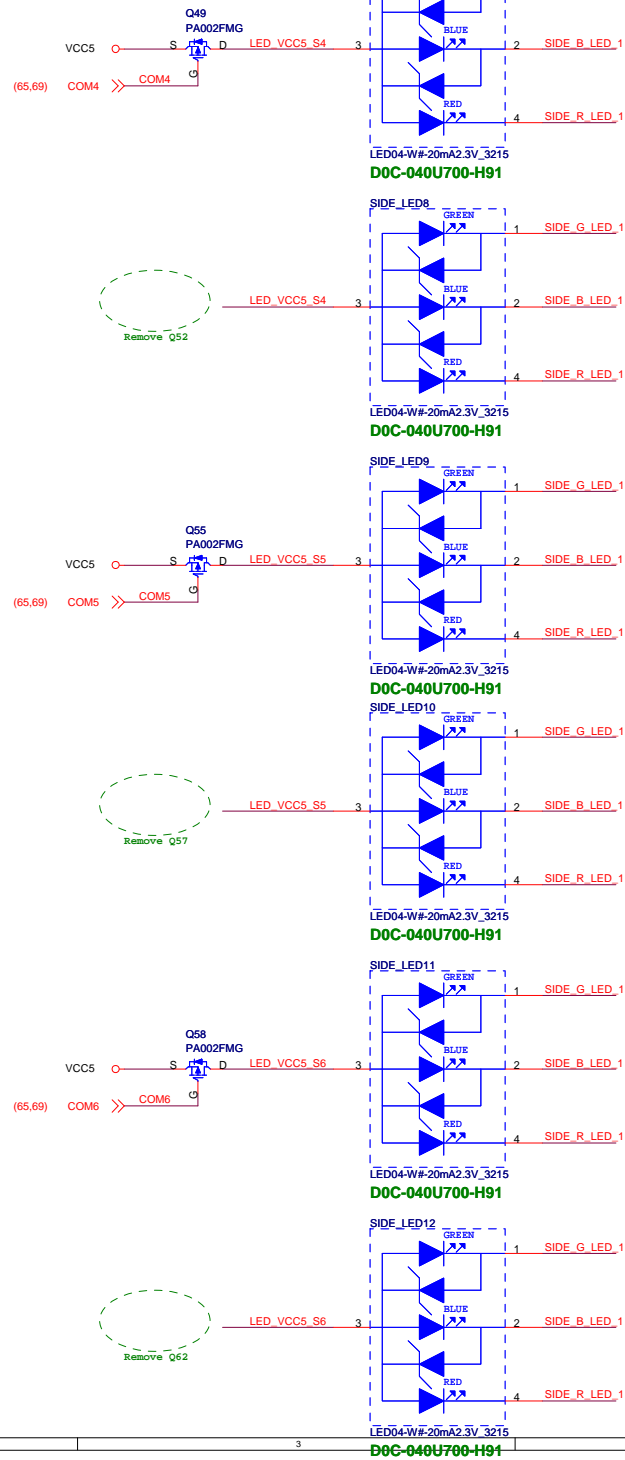 Q49
PA002FMG
BLUE
VCC5 S D LED_VCC5_S4 3 2 SIDE_B_LED_1
G
(65,69) COM4 COM4
RED
4 SIDE_R_LED_1
LED04-W#-20mA2.3V_3215
D0C-040U700-H91
SIDE_LED8
GREEN
1 SIDE_G_LED_1
BLUE
LED_VCC5_S4 3 2 SIDE_B_LED_1
Remove Q52
RED
4 SIDE_R_LED_1
LED04-W#-20mA2.3V_3215
D0C-040U700-H91
SIDE_LED9
GREEN
1 SIDE_G_LED_1
Q55
PA002FMG
BLUE
VCC5 S D LED_VCC5_S5 3 2 SIDE_B_LED_1
G
(65,69) COM5 COM5
RED
4 SIDE_R_LED_1
LED04-W#-20mA2.3V_3215
D0C-040U700-H91
SIDE_LED10
GREEN
1 SIDE_G_LED_1
BLUE
LED_VCC5_S5 3 2 SIDE_B_LED_1
Remove Q57
RED
4 SIDE_R_LED_1
LED04-W#-20mA2.3V_3215
D0C-040U700-H91
SIDE_LED11
GREEN
1 SIDE_G_LED_1
Q58
PA002FMG
BLUE
VCC5 S D LED_VCC5_S6 3 2 SIDE_B_LED_1
G
(65,69) COM6 COM6
RED
4 SIDE_R_LED_1
LED04-W#-20mA2.3V_3215
D0C-040U700-H91
SIDE_LED12
GREEN
1 SIDE_G_LED_1
BLUE
LED_VCC5_S6 3 2 SIDE_B_LED_1
Remove Q62
RED
4 SIDE_R_LED_1
LED04-W#-20mA2.3V_3215
3
D0C-040U700-H91